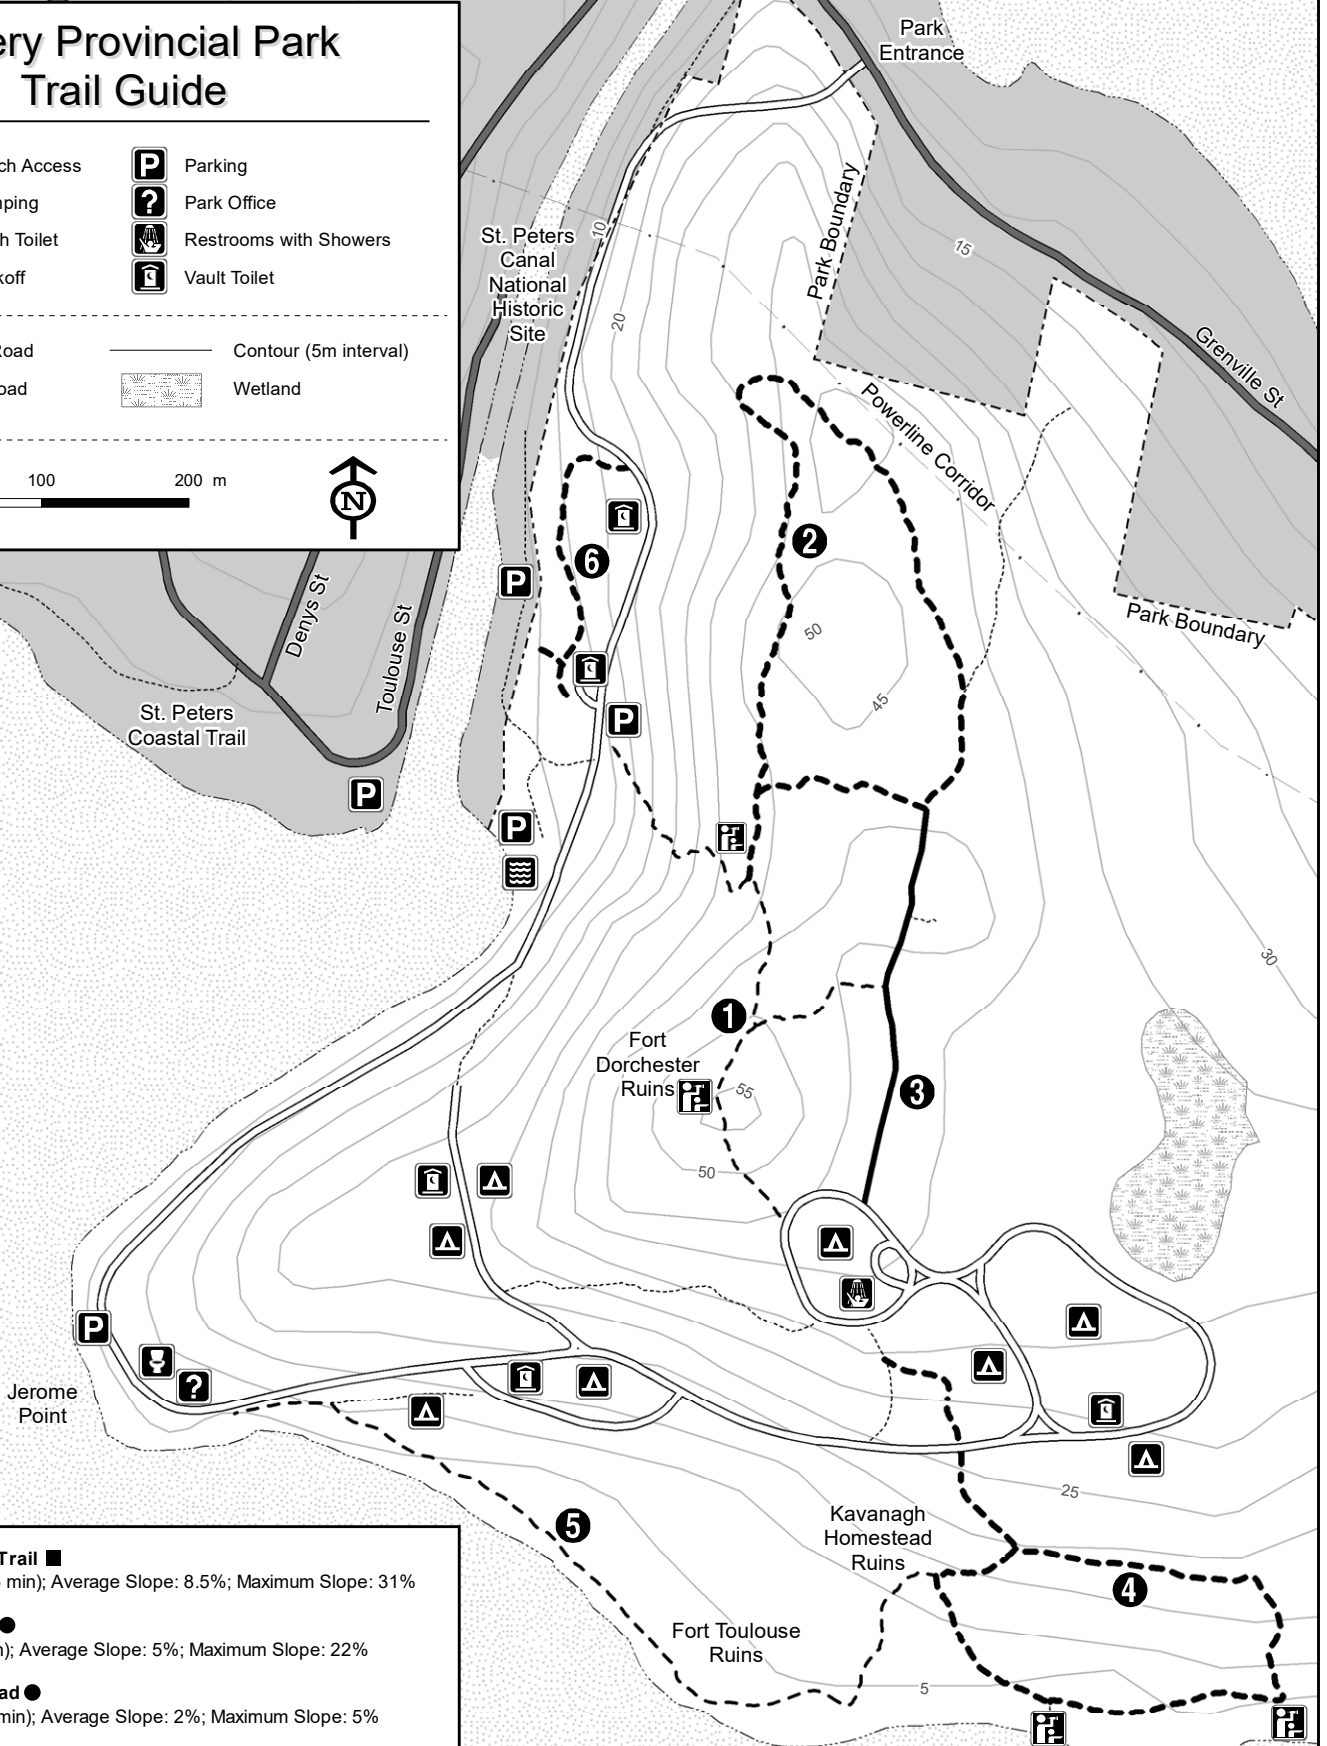 ery Provincial Park
Trail Guide
ch Access
P Parking
ping
? Park Office
h Toilet
Restrooms with Showers
koff
Vault Toilet
Road
Contour (5m interval)
oad
Wetland
100 200 m
N
Park
Entrance
Park Boundary
15
10
St. Peters
Canal
National
Historic
Site
20
Grenville St
Powerline Corridor
2
6
P
50
Denys St
Toulouse St
Park Boundary
45
St. Peters
Coastal Trail
P
P
P
30
1
Fort
Dorchester
Ruins
55
3
50
P
?
Jerome
Point
25
Kavanagh
Homestead
Ruins
5
4
Fort Toulouse
Ruins
5
Trail
min); Average Slope: 8.5%; Maximum Slope: 31%
n); Average Slope: 5%; Maximum Slope: 22%
ad
min); Average Slope: 2%; Maximum Slope: 5%